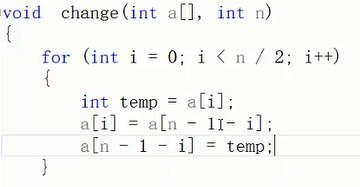 void  change(int a[], int n)
{
    for (int i = 0; i < n / 2; i++)
    {
        int temp = a[i];
        a[i] = a[n - 1 - i];
        a[n - 1 - i] = temp;
    }